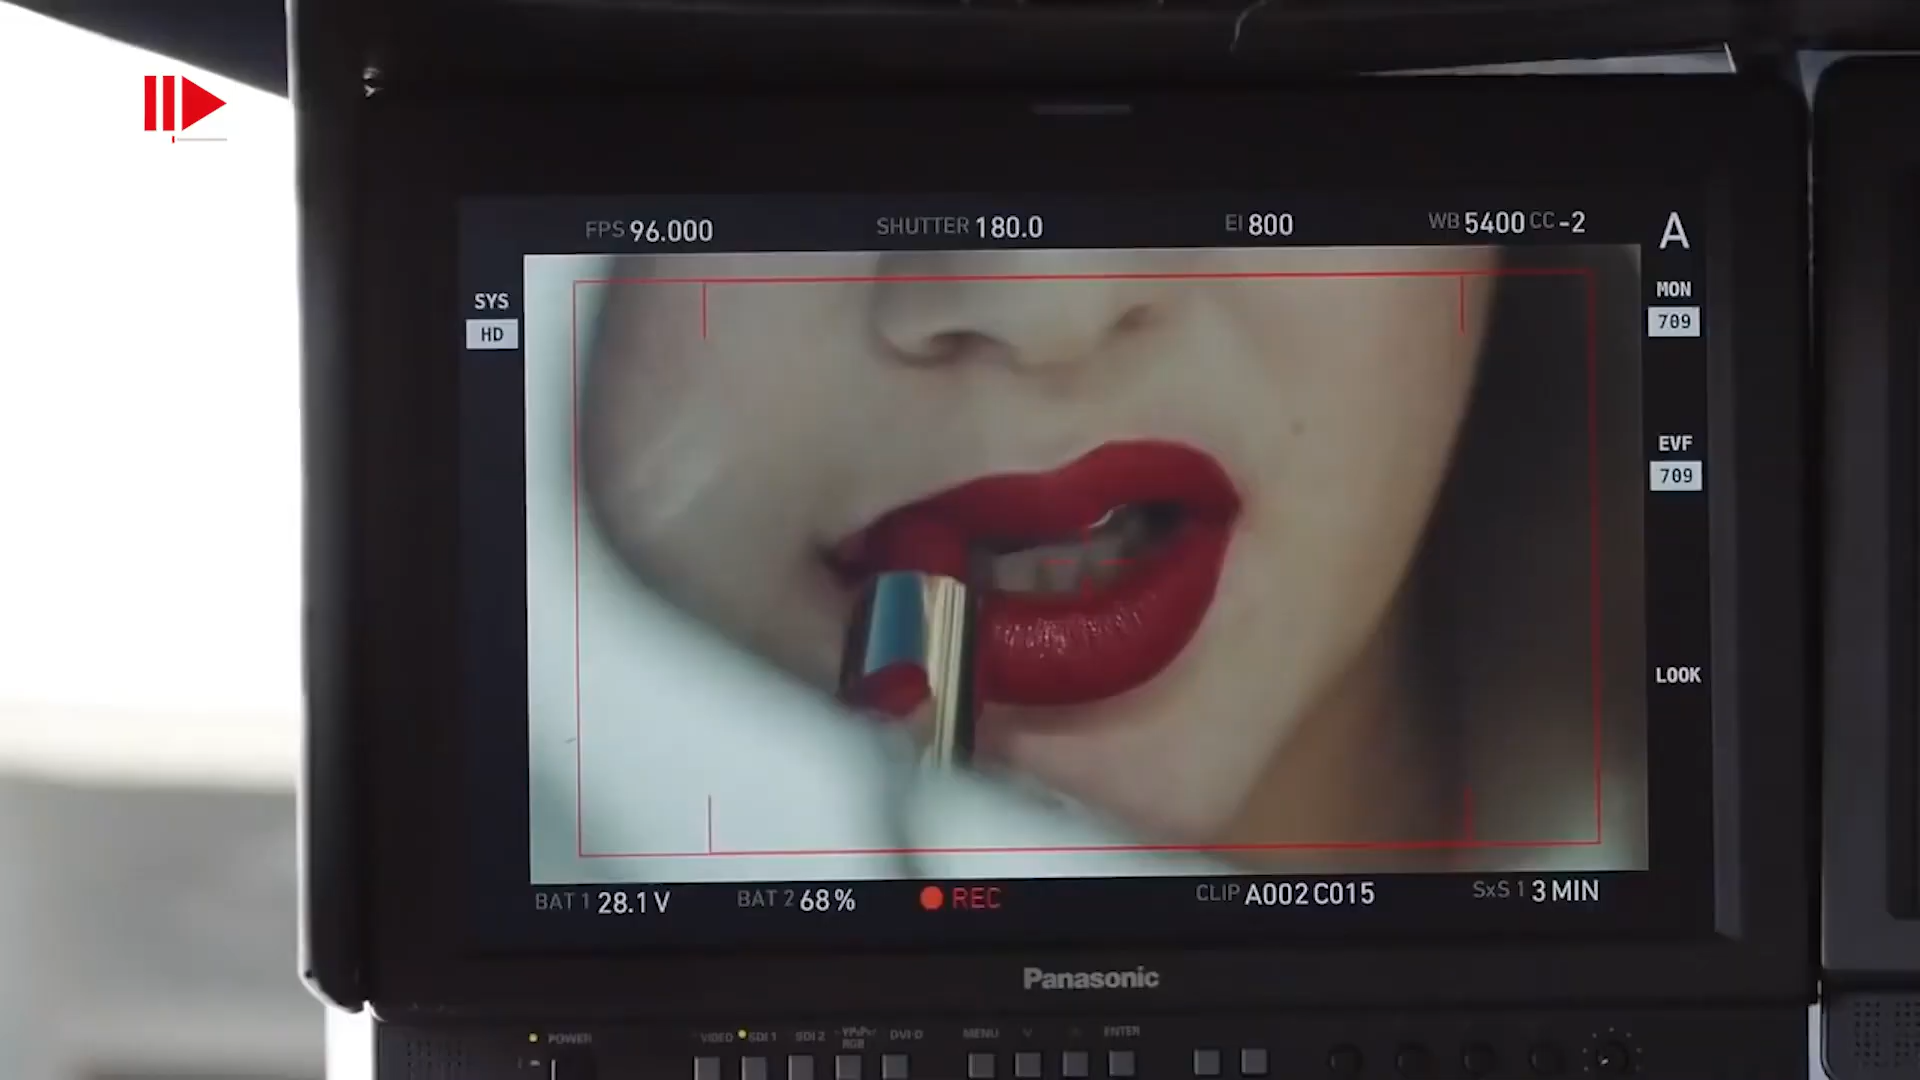 FPS 96.000 SHUTTER 180.0 EI 800 WB 5400 CC -2 A
SYS
HD
MON
709
EVF
709
LOOK
BAT 1 28.1 V BAT 2 68% REC CLIP A002 C015 SxS 1 3 MIN
Panasonic
POWER VIDEO SDI 1 SDI 2 YPbPr/ DVI-D MENU ENTER
RGB